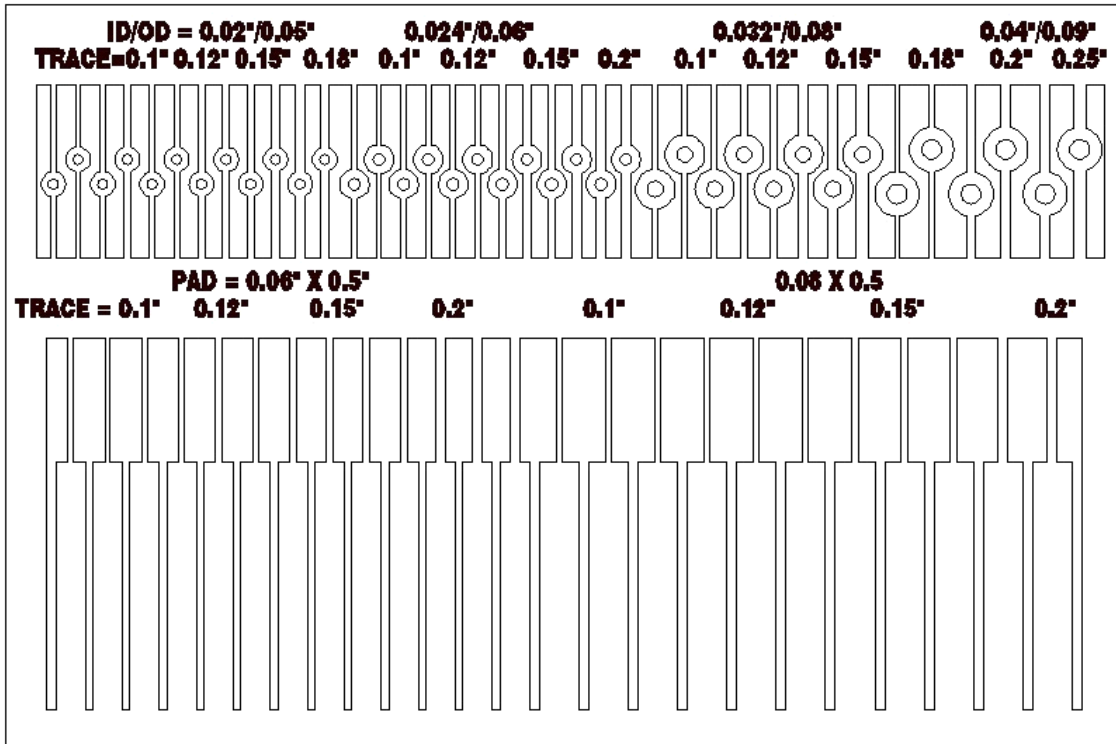 ID/OD = 0.02"/0.05" 0.024"/0.06" 0.032"/0.08" 0.04"/0.09"
TRACE=0.1" 0.12" 0.15" 0.18" 0.1" 0.12" 0.15" 0.2" 0.1" 0.12" 0.15" 0.18" 0.2" 0.25"
PAD = 0.06" X 0.5" 0.08 X 0.5
TRACE = 0.1" 0.12" 0.15" 0.2" 0.1" 0.12" 0.15" 0.2"